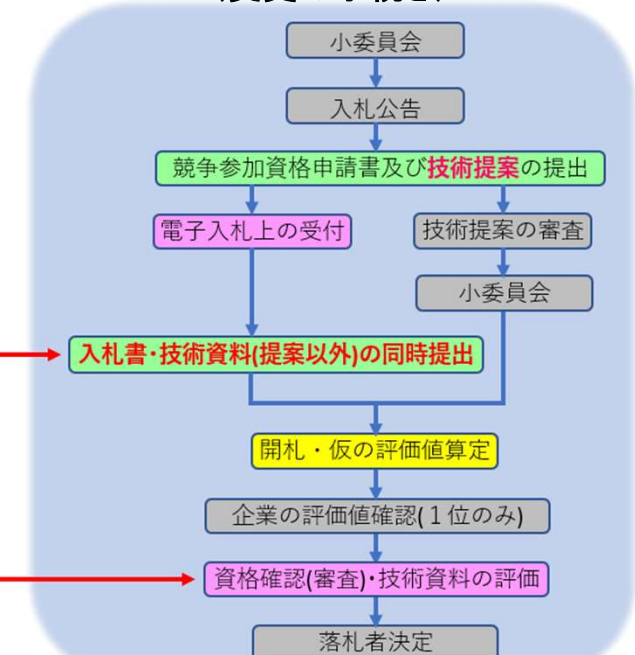 小委員会
入札公告
競争参加資格申請書及び技術提案の提出
電子入札上の受付
技術提案の審査
小委員会
入札書･技術資料(提案以外)の同時提出
開札・仮の評価値算定
企業の評価値確認(１位のみ)
資格確認(審査)･技術資料の評価
落札者決定